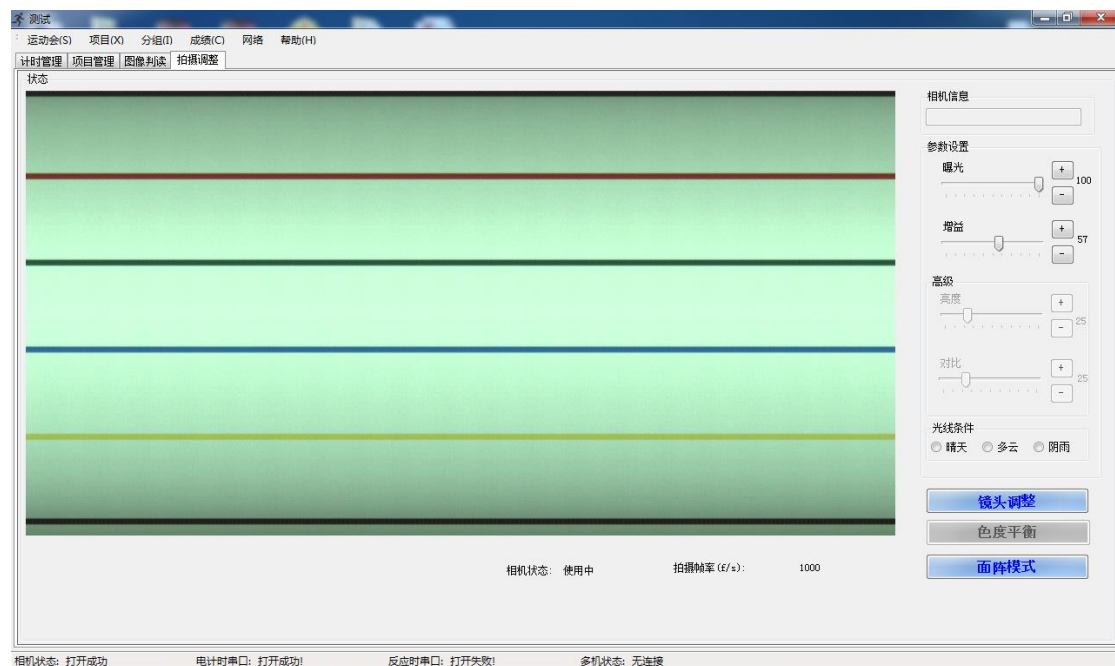 测试
运动会(S) 项目(X) 分组(I) 成绩(C) 网络 帮助(H)
计时管理 项目管理 图像判读 拍摄调整
状态
相机信息
参数设置
曝光
+
100
-
增益
+
57
-
高级
亮度
+
25
-
对比
+
25
-
光线条件
晴天 多云 阴雨
镜头调整
色度平衡
面阵模式
相机状态: 使用中 拍摄帧率(f/s): 1000
相机状态: 打开成功 电计时串口: 打开成功! 反应时串口: 打开失败! 多机状态: 无连接